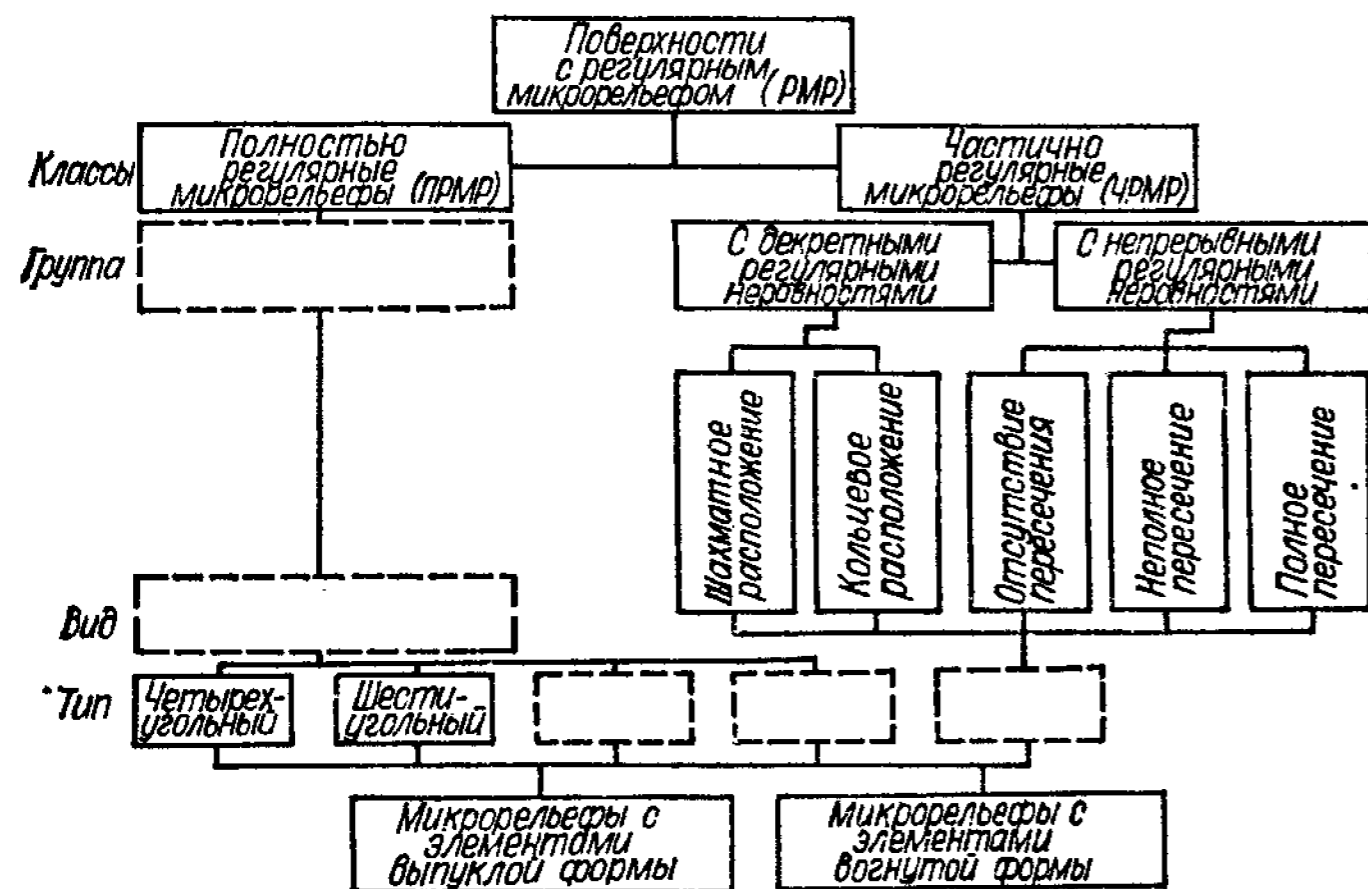 Поверхности
с регулярным
микрорельефом (РМР)
Классы
Полностью
регулярные
микрорельефы (ПРМР)
Частично
регулярные
микрорельефы (ЧРМР)
Группа
С декретными
регулярными
неровностями
С непрерывными
регулярными
неровностями
Шахматное
расположение
Кольцевое
расположение
Отсутствие
пересечения
Неполное
пересечение
Полное
пересечение
Вид
Тип
Четырех-
угольный
Шести-
угольный
Микрорельефы с
элементами
выпуклой формы
Микрорельефы с
элементами
вогнутой формы